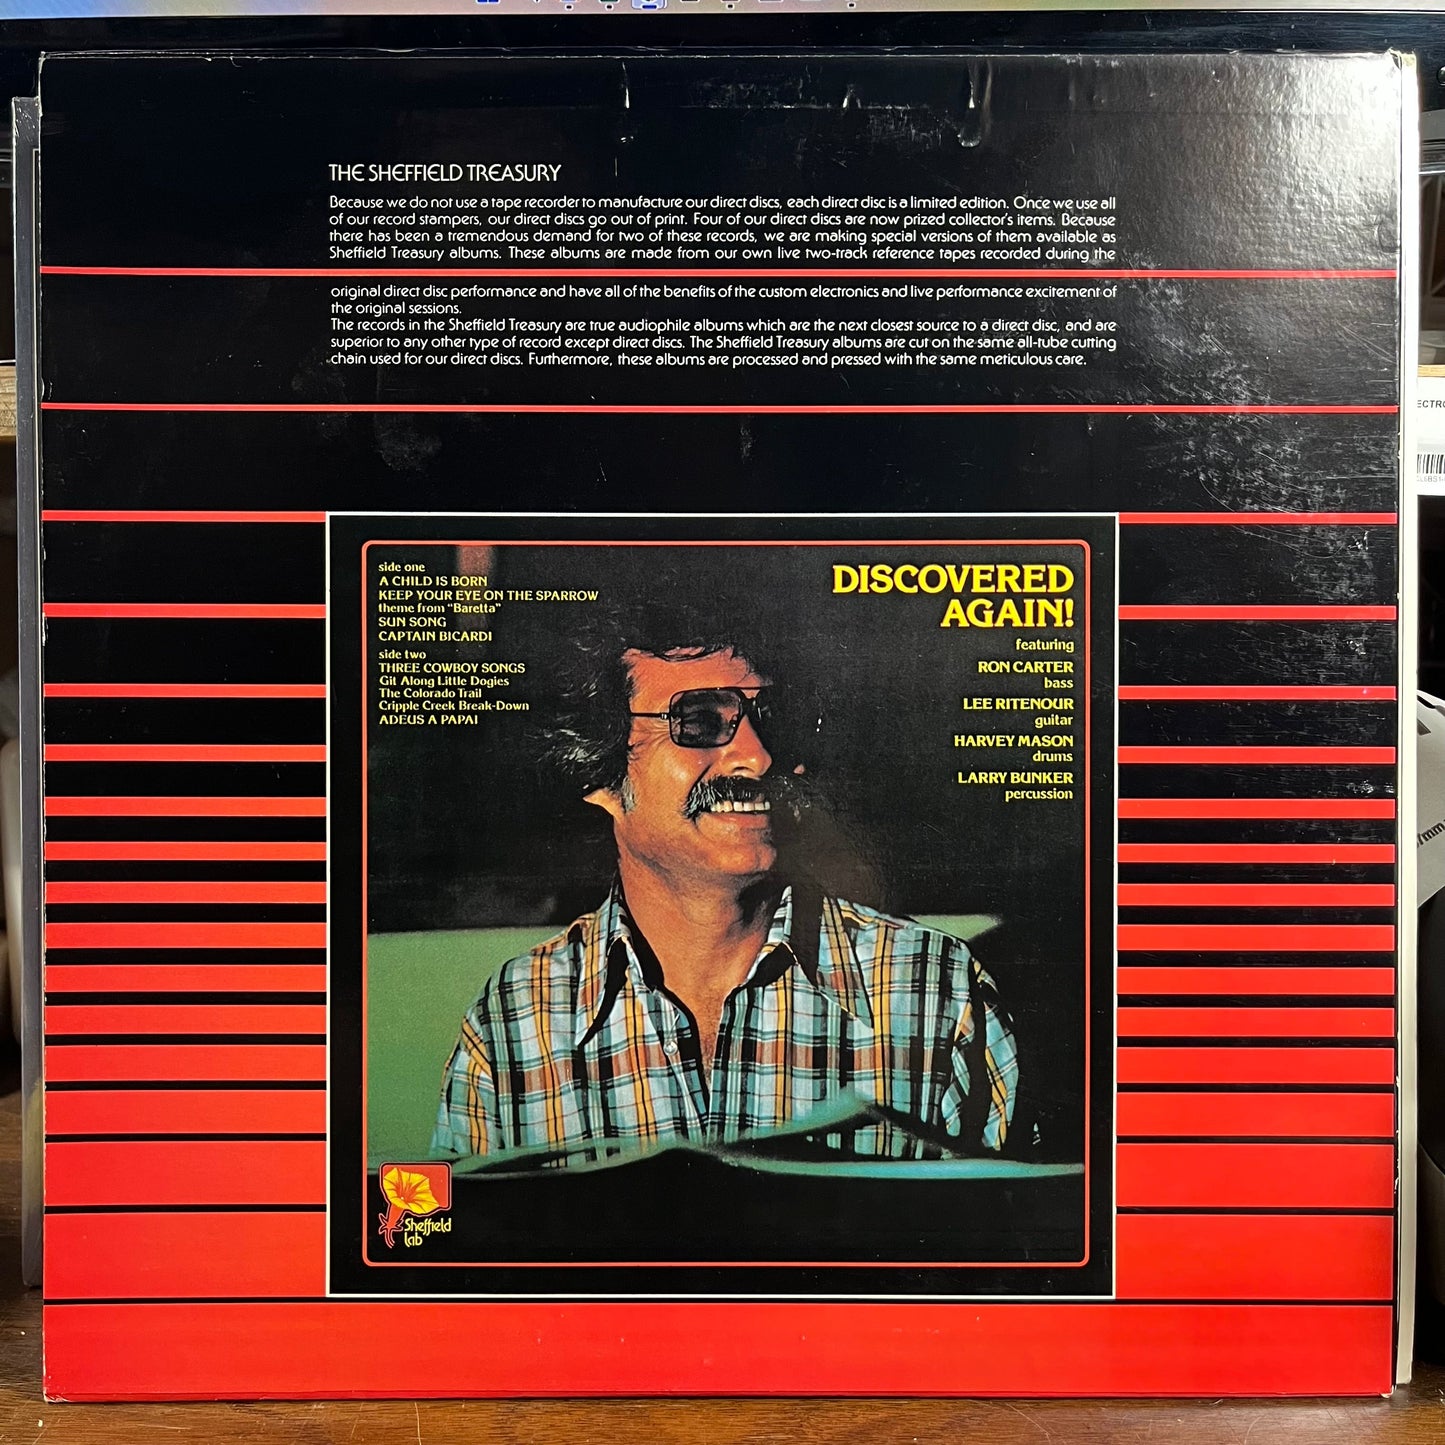 THE SHEFFIELD TREASURY
Because we do not use a tape recorder to manufacture our direct discs, each direct disc is a limited edition. Once we use all
of our record stampers, our direct discs go out of print. Four of our direct discs are now prized collector's items. Because
there has been a tremendous demand for two of these records, we are making special versions of them available as
Sheffield Treasury albums. These albums are made from our own live two-track reference tapes recorded during the
original direct disc performance and have all of the benefits of the custom electronics and live performance excitement of
the original sessions.
The records in the Sheffield Treasury are true audiophile albums which are the next closest source to a direct disc, and are
superior to any other type of record except direct discs. The Sheffield Treasury albums are cut on the same all-tube cutting
chain used for our direct discs. Furthermore, these albums are processed and pressed with the same meticulous care.
side one
A CHILD IS BORN
KEEP YOUR EYE ON THE SPARROW
theme from "Baretta"
SUN SONG
CAPTAIN BICARDI
side two
THREE COWBOY SONGS
Git Along Little Dogies
The Colorado Trail
Cripple Creek Break-Down
ADEUS A PAPAI
DISCOVERED
AGAIN!
featuring
RON CARTER
bass
LEE RITENOUR
guitar
HARVEY MASON
drums
LARRY BUNKER
percussion
Sheffield
Lab